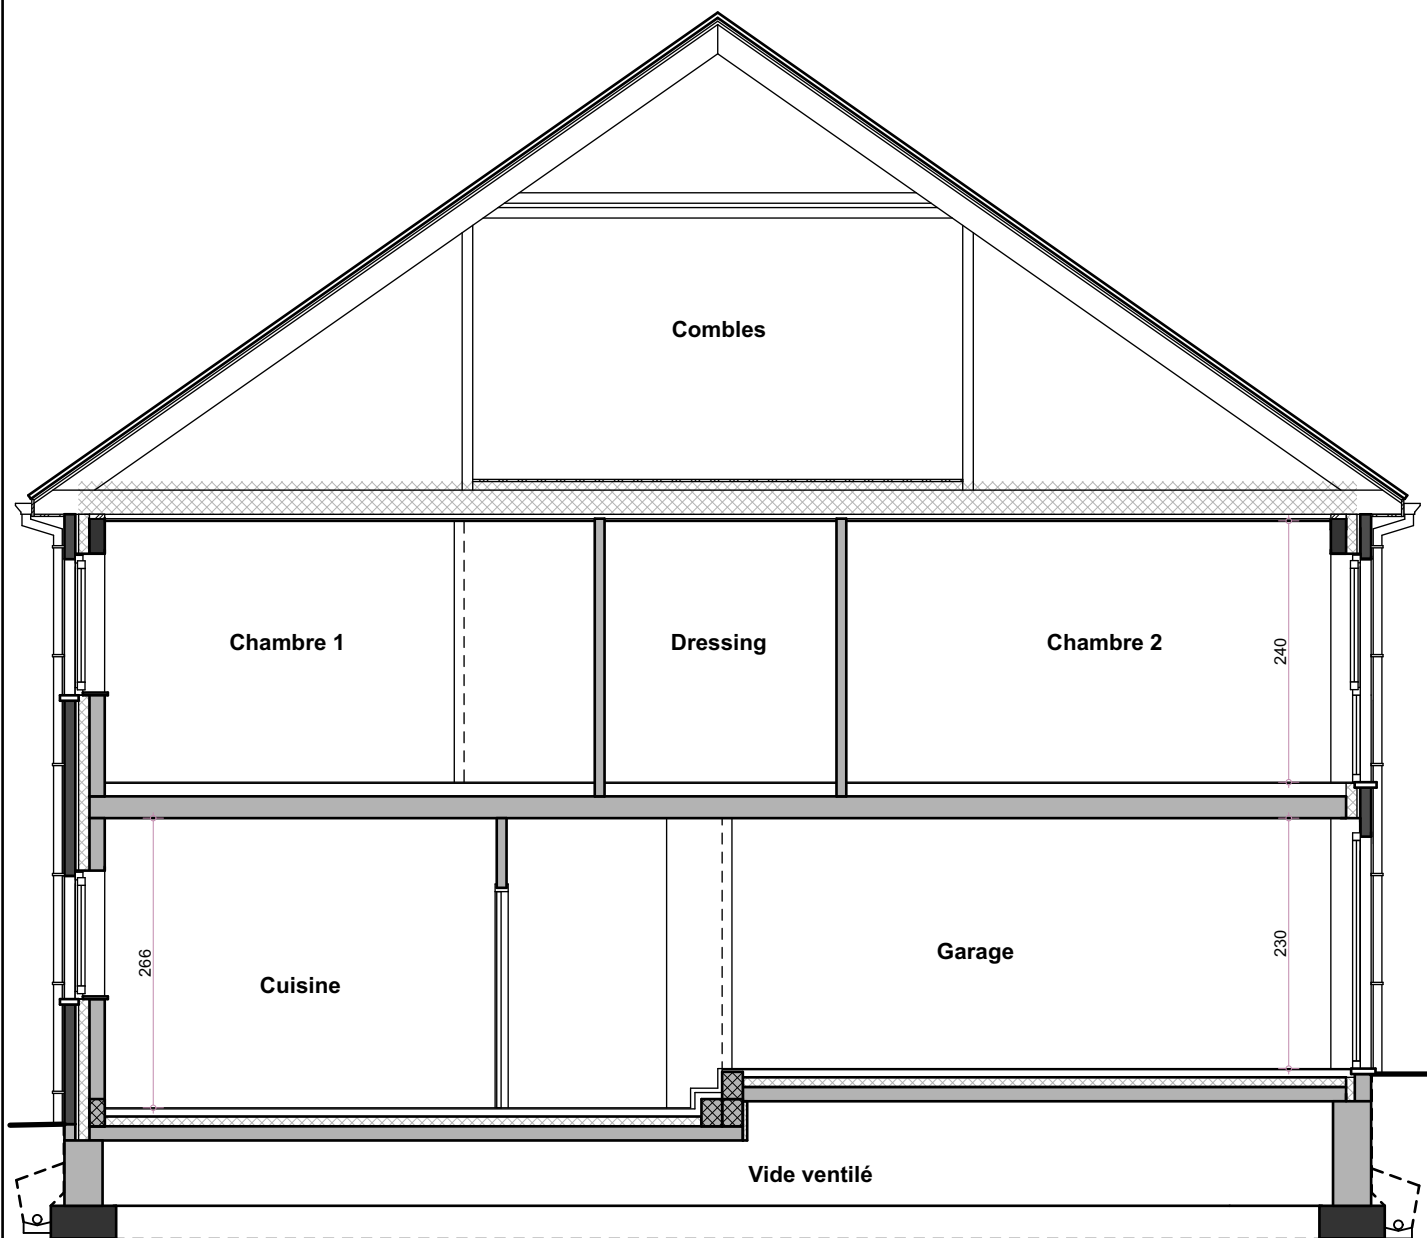 Combles
Chambre 1
Dressing
Chambre 2
240
266
Cuisine
Garage
230
Vide ventilé